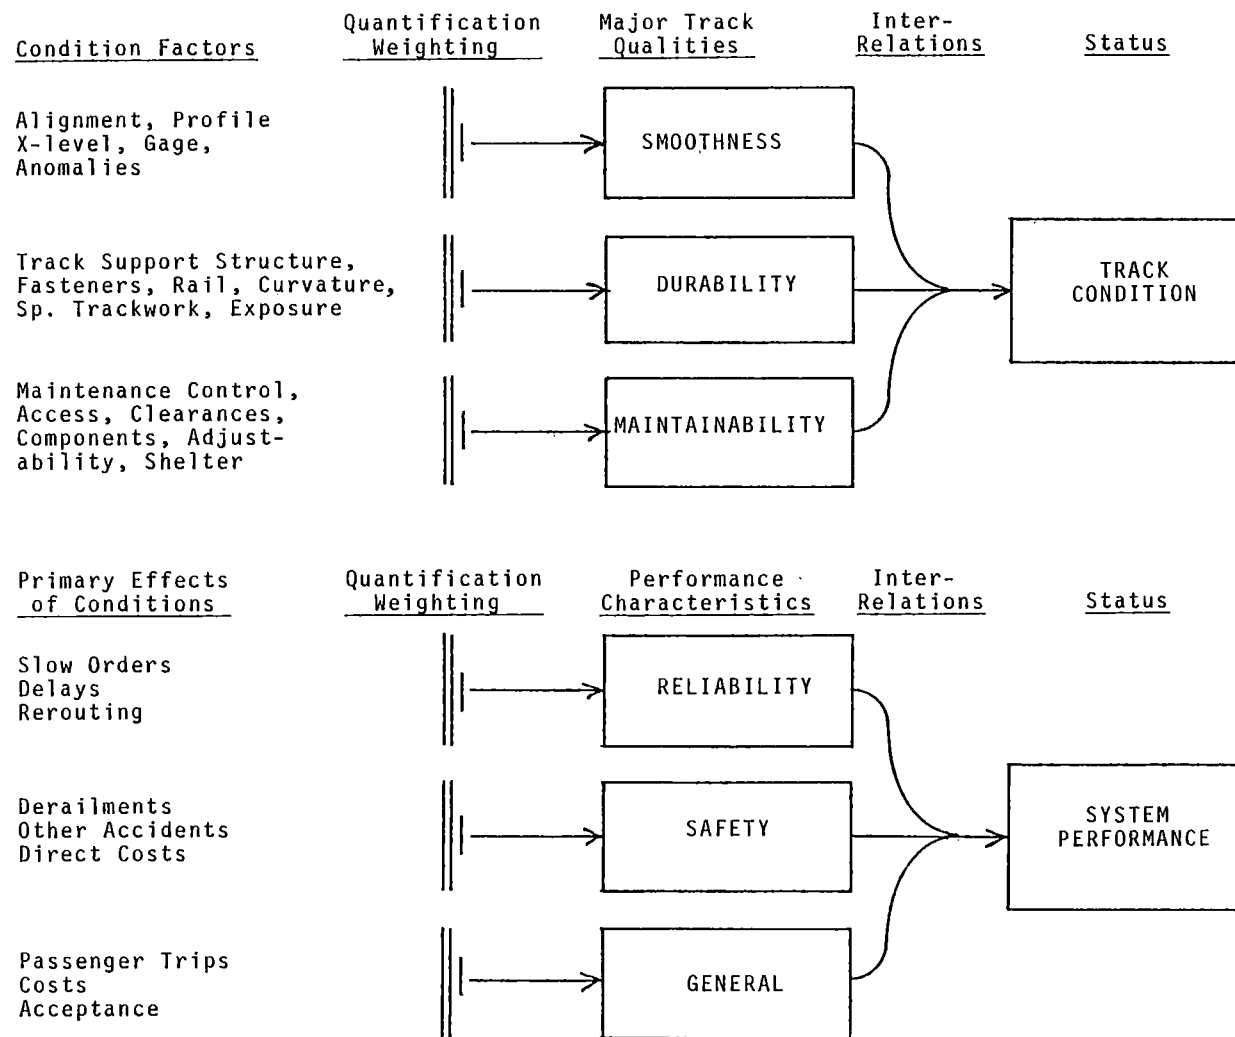 Condition Factors
Quantification
Weighting
Major Track
Qualities
Inter-
Relations
Status
Alignment, Profile
X-level, Gage,
Anomalies
SMOOTHNESS
Track Support Structure,
Fasteners, Rail, Curvature,
Sp. Trackwork, Exposure
DURABILITY
TRACK
CONDITION
Maintenance Control,
Access, Clearances,
Components, Adjust-
ability, Shelter
MAINTAINABILITY
Primary Effects
of Conditions
Quantification
Weighting
Performance
Characteristics
Inter-
Relations
Status
Slow Orders
Delays
Rerouting
RELIABILITY
Derailments
Other Accidents
Direct Costs
SAFETY
SYSTEM
PERFORMANCE
Passenger Trips
Costs
Acceptance
GENERAL